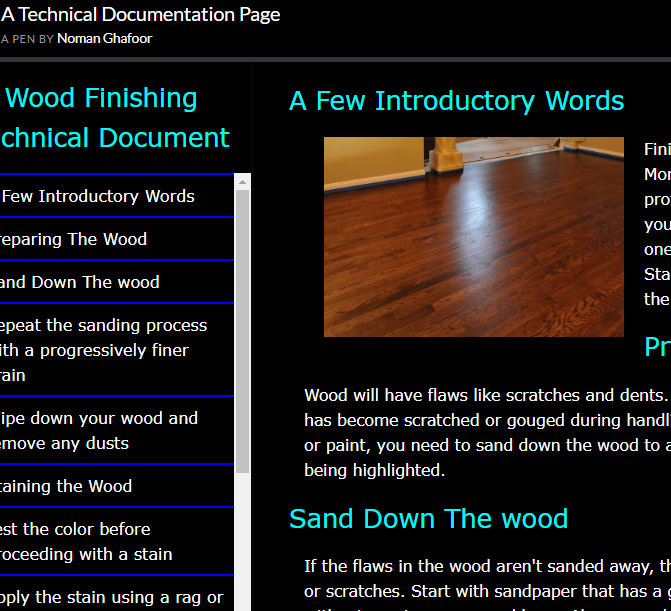 A Technical Documentation Page
A PEN BY Noman Ghafoor
Wood Finishing
chnical Document
Few Introductory Words
reparing The Wood
and Down The wood
epeat the sanding process
ith a progressively finer
rain
ipe down your wood and
emove any dusts
taining the Wood
est the color before
roceeding with a stain
pply the stain using a rag or
A Few Introductory Words
Fini
Mor
pro
you
one
Sta
the
Pr
Wood will have flaws like scratches and dents.
has become scratched or gouged during handl
or paint, you need to sand down the wood to a
being highlighted.
Sand Down The wood
If the flaws in the wood aren't sanded away, th
or scratches. Start with sandpaper that has a